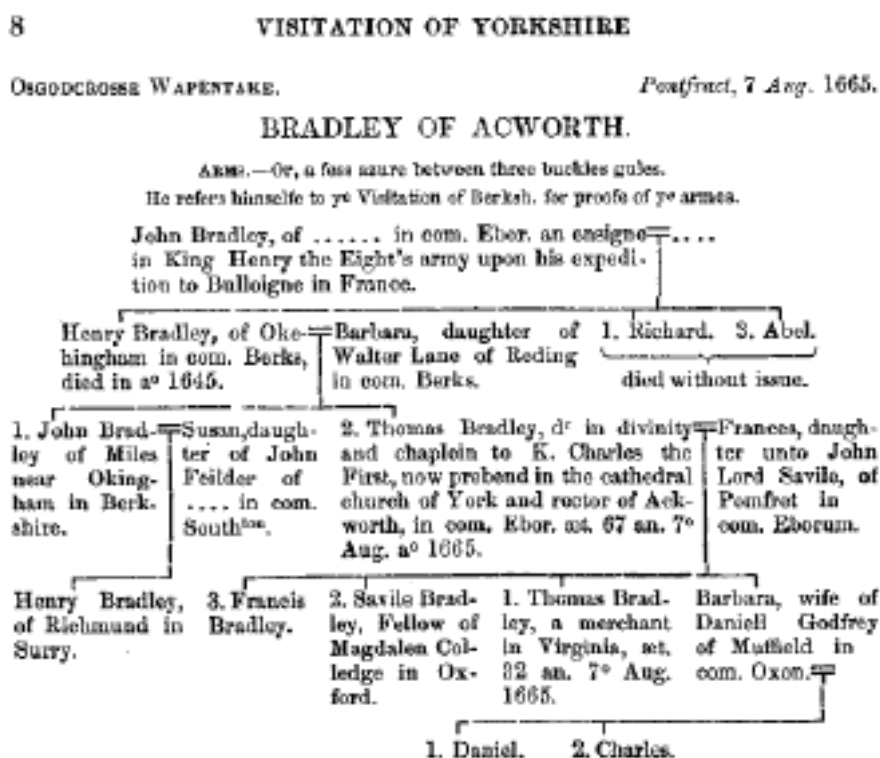 8 VISITATION OF YORKSHIRE
OSGODCROSSE WAPENTAKE. Pontfract, 7 Aug. 1665.
BRADLEY OF ACWORTH.
ARMS.—Or, a fess azure between three buckles gules.
He refers himselfe to ye Visitation of Berksh. for proofe of ye armes.
John Bradley, of ...... in com. Ebor. an ensigne=....
in King Henry the Eight's army upon his expedi-
tion to Bulloigne in France.
Henry Bradley, of Oke-
hingham in com. Berks,
died in aº 1645.
=Barbara, daughter of
Walter Lane of Reding
in com. Berks.
1. Richard. 3. Abel.
died without issue.
1. John Brad-
ley of Miles
near Oking-
ham in Berk-
shire.
=Susan, daugh-
ter of John
Feilder of
.... in com.
Southton.
2. Thomas Bradley, dr in divinity
and chaplein to K. Charles the
First, now prebend in the cathedral
church of York and rector of Ack-
worth, in com. Ebor. æt. 67 an. 7º
Aug. aº 1665.
=Frances, daugh-
ter unto John
Lord Savile, of
Pomfret in
com. Eborum.
Henry Bradley,
of Richmund in
Surry.
3. Francis
Bradley.
2. Savile Brad-
ley, Fellow of
Magdalen Col-
ledge in Ox-
ford.
1. Thomas Brad-
ley, a merchant
in Virginia, æt.
32 an. 7º Aug.
1665.
Barbara, wife of
Daniell Godfrey
of in
com. Oxon.=
1. Daniel. 2. Charles.